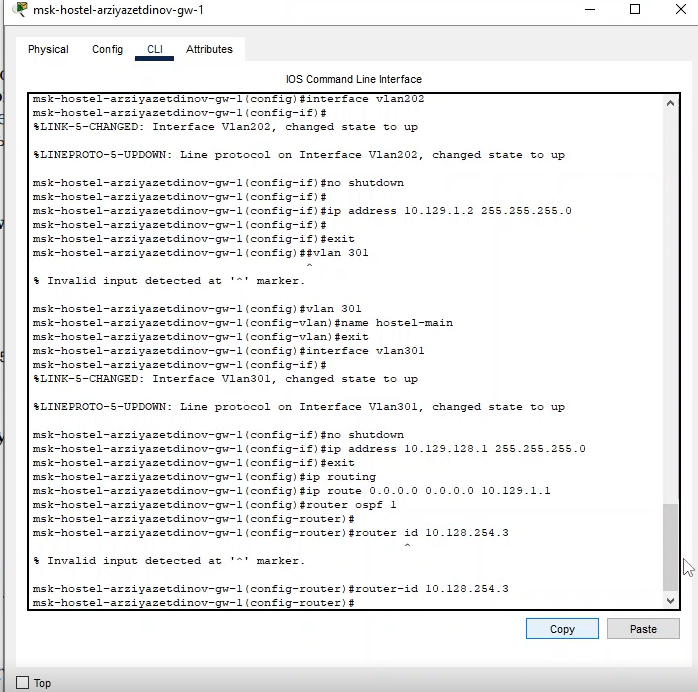 msk-hostel-arziyazetdinov-gw-1
Physical Config CLI Attributes
IOS Command Line Interface
msk-hostel-arziyazetdinov-gw-1(config)#interface vlan202
msk-hostel-arziyazetdinov-gw-1(config-if)#
%LINK-5-CHANGED: Interface Vlan202, changed state to up
%LINEPROTO-5-UPDOWN: Line protocol on Interface Vlan202, changed state to up
msk-hostel-arziyazetdinov-gw-1(config-if)#no shutdown
msk-hostel-arziyazetdinov-gw-1(config-if)#
msk-hostel-arziyazetdinov-gw-1(config-if)#ip address 10.129.1.2 255.255.255.0
msk-hostel-arziyazetdinov-gw-1(config-if)#
msk-hostel-arziyazetdinov-gw-1(config-if)#exit
msk-hostel-arziyazetdinov-gw-1(config)##vlan 301
^
% Invalid input detected at '^' marker.
msk-hostel-arziyazetdinov-gw-1(config)#vlan 301
msk-hostel-arziyazetdinov-gw-1(config-vlan)#name hostel-main
msk-hostel-arziyazetdinov-gw-1(config-vlan)#exit
msk-hostel-arziyazetdinov-gw-1(config)#interface vlan301
msk-hostel-arziyazetdinov-gw-1(config-if)#
%LINK-5-CHANGED: Interface Vlan301, changed state to up
%LINEPROTO-5-UPDOWN: Line protocol on Interface Vlan301, changed state to up
msk-hostel-arziyazetdinov-gw-1(config-if)#no shutdown
msk-hostel-arziyazetdinov-gw-1(config-if)#ip address 10.129.128.1 255.255.255.0
msk-hostel-arziyazetdinov-gw-1(config-if)#exit
msk-hostel-arziyazetdinov-gw-1(config)#ip routing
msk-hostel-arziyazetdinov-gw-1(config)#ip route 0.0.0.0 0.0.0.0 10.129.1.1
msk-hostel-arziyazetdinov-gw-1(config)#router ospf 1
msk-hostel-arziyazetdinov-gw-1(config-router)#
msk-hostel-arziyazetdinov-gw-1(config-router)#router id 10.128.254.3
^
% Invalid input detected at '^' marker.
msk-hostel-arziyazetdinov-gw-1(config-router)#router-id 10.128.254.3
msk-hostel-arziyazetdinov-gw-1(config-router)#
Copy Paste
Top